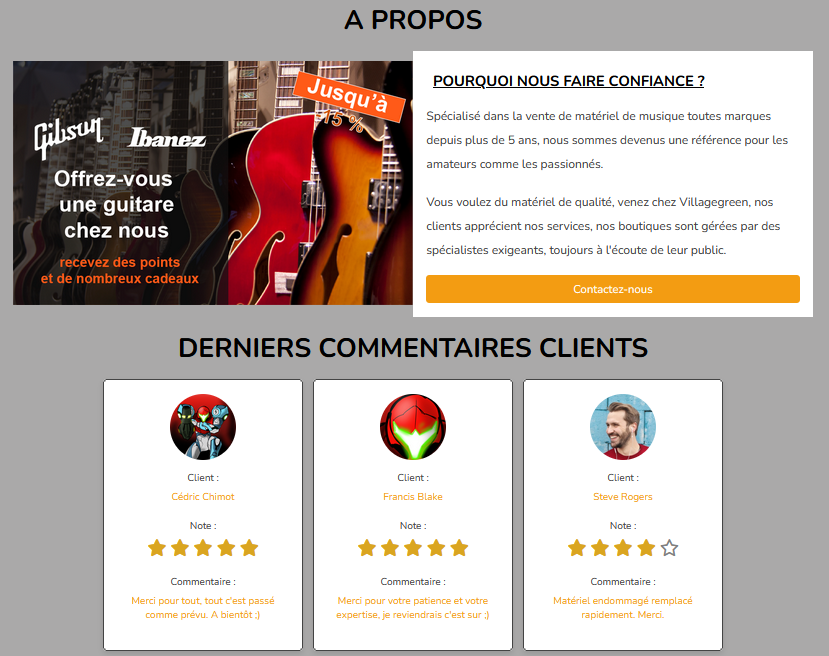 A PROPOS
Gibson
Ibanez
Offrez-vous
une guitare
chez nous
recevez des points
et de nombreux cadeaux
Jusqu'à
-15 %
POURQUOI NOUS FAIRE CONFIANCE ?
Spécialisé dans la vente de matériel de musique toutes marques
depuis plus de 5 ans, nous sommes devenus une référence pour les
amateurs comme les passionnés.
Vous voulez du matériel de qualité, venez chez Villagegreen, nos
clients apprécient nos services, nos boutiques sont gérées par des
spécialistes exigeants, toujours à l'écoute de leur public.
Contactez-nous
DERNIERS COMMENTAIRES CLIENTS
Client :
Cédric Chimot
Note :
Commentaire :
Merci pour tout, tout c'est passé
comme prévu. A bientôt ;)
Client :
Francis Blake
Note :
Commentaire :
Merci pour votre patience et votre
expertise, je reviendrais c'est sur ;)
Client :
Steve Rogers
Note :
Commentaire :
Matériel endommagé remplacé
rapidement. Merci.